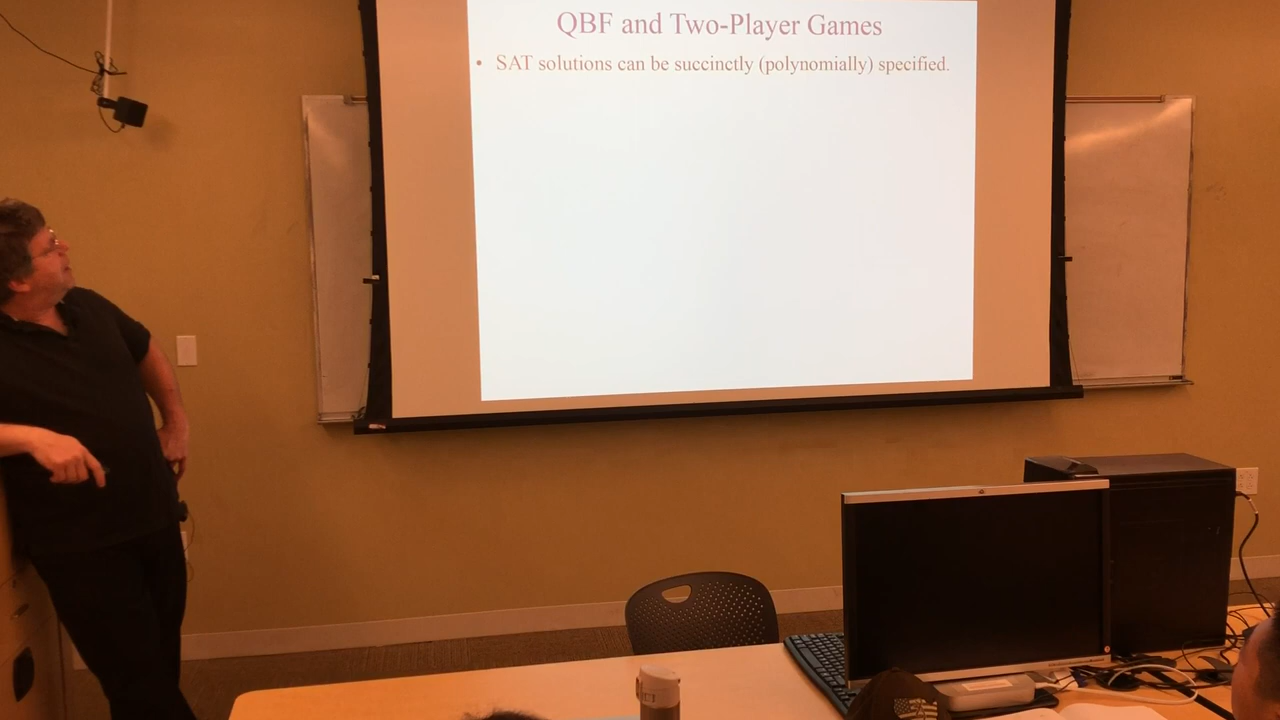 QBF and Two-Player Games
• SAT solutions can be succinctly (polynomially) specified.